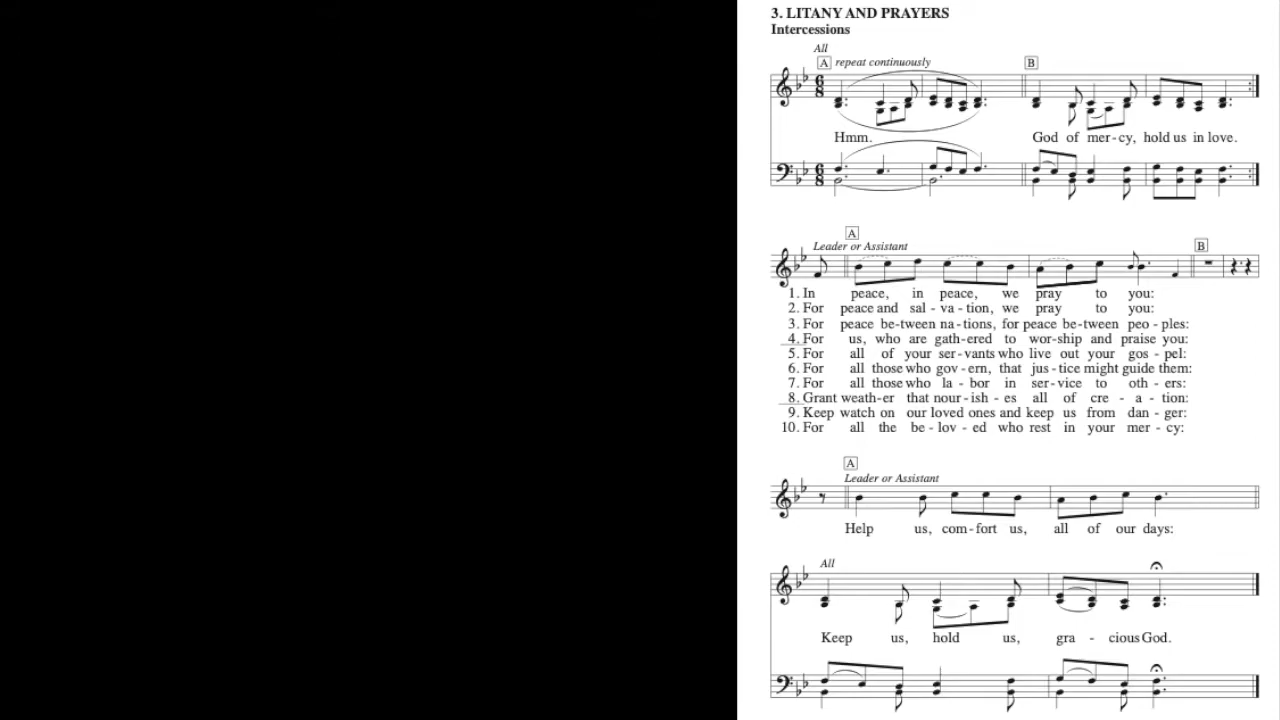 3. LITANY AND PRAYERS
Intercessions
All
A repeat continuously B
Hmm. God of mer-cy, hold us in love.
A
Leader or Assistant B
1. In peace, in peace, we pray to you:
2. For peace and sal - va - tion, we pray to you:
3. For peace be-tween na-tions, for peace be-tween peo - ples:
4. For us, who are gath-ered to wor-ship and praise you:
5. For all of your ser-vants who live out your gos - pel:
6. For all those who gov - ern, that jus - tice might guide them:
7. For all those who la - bor in ser - vice to oth - ers:
8. Grant weath-er that nour - ish - es all of cre - a - tion:
9. Keep watch on our loved ones and keep us from dan - ger:
10. For all the be - lov - ed who rest in your mer - cy:
A
Leader or Assistant
Help us, com-fort us, all of our days:
All
Keep us, hold us, gra - cious God.